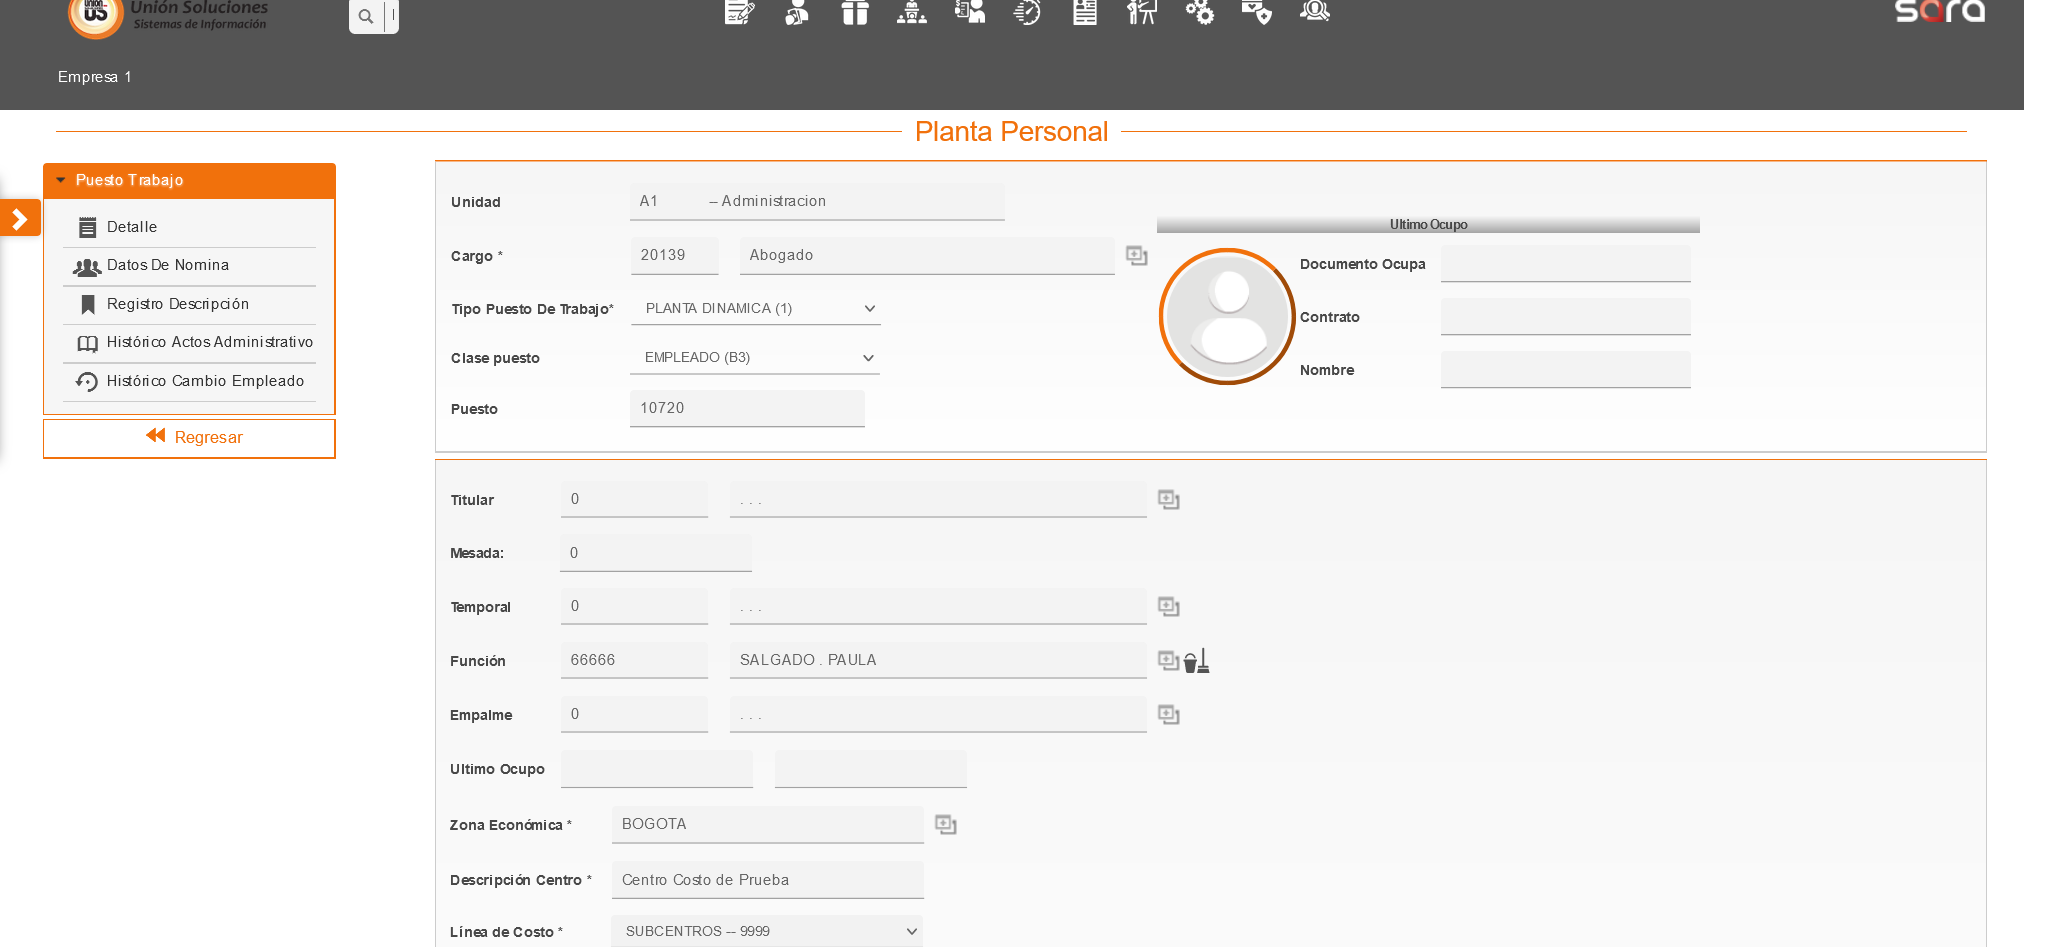 Unión Soluciones
Sistemas de Información
sara
Empresa 1
Planta Personal
Puesto Trabajo
Detalle
Datos De Nomina
Registro Descripción
Histórico Actos Administrativo
Histórico Cambio Empleado
Regresar
Unidad A1 -- Administracion
Cargo * 20139 Abogado
Tipo Puesto De Trabajo* PLANTA DINAMICA (1)
Clase puesto EMPLEADO (B3)
Puesto 10720
Ultimo Ocupo
Documento Ocupa
Contrato
Nombre
Titular 0 . . .
Mesada: 0
Temporal 0 . . .
Función 66666 SALGADO . PAULA
Empalme 0 . . .
Ultimo Ocupo
Zona Económica * BOGOTA
Descripción Centro * Centro Costo de Prueba
Línea de Costo * SUBCENTROS -- 9999